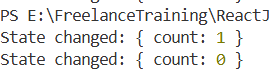 PS E:\FreelanceTraining\ReactJ
State changed: { count: 1 }
State changed: { count: 0 }